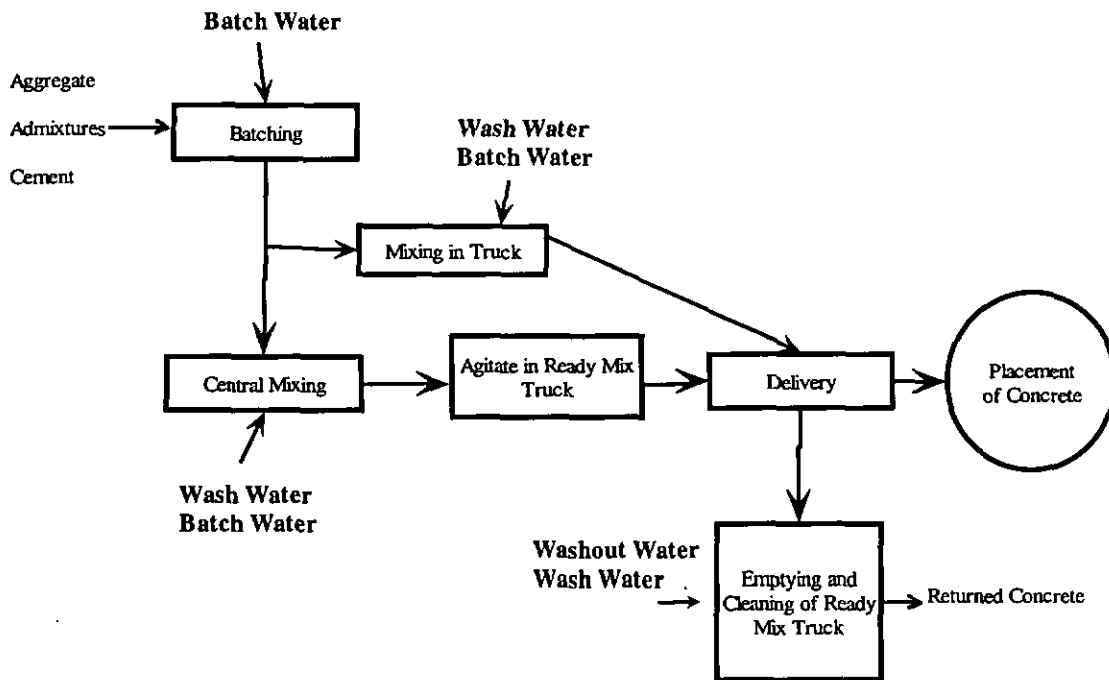 Batch Water
Aggregate
Admixtures
Cement
Batching
Wash Water
Batch Water
Mixing in Truck
Central Mixing
Agitate in Ready Mix
Truck
Delivery
Placement
of Concrete
Wash Water
Batch Water
Washout Water
Wash Water
Emptying and
Cleaning of Ready
Mix Truck
Returned Concrete